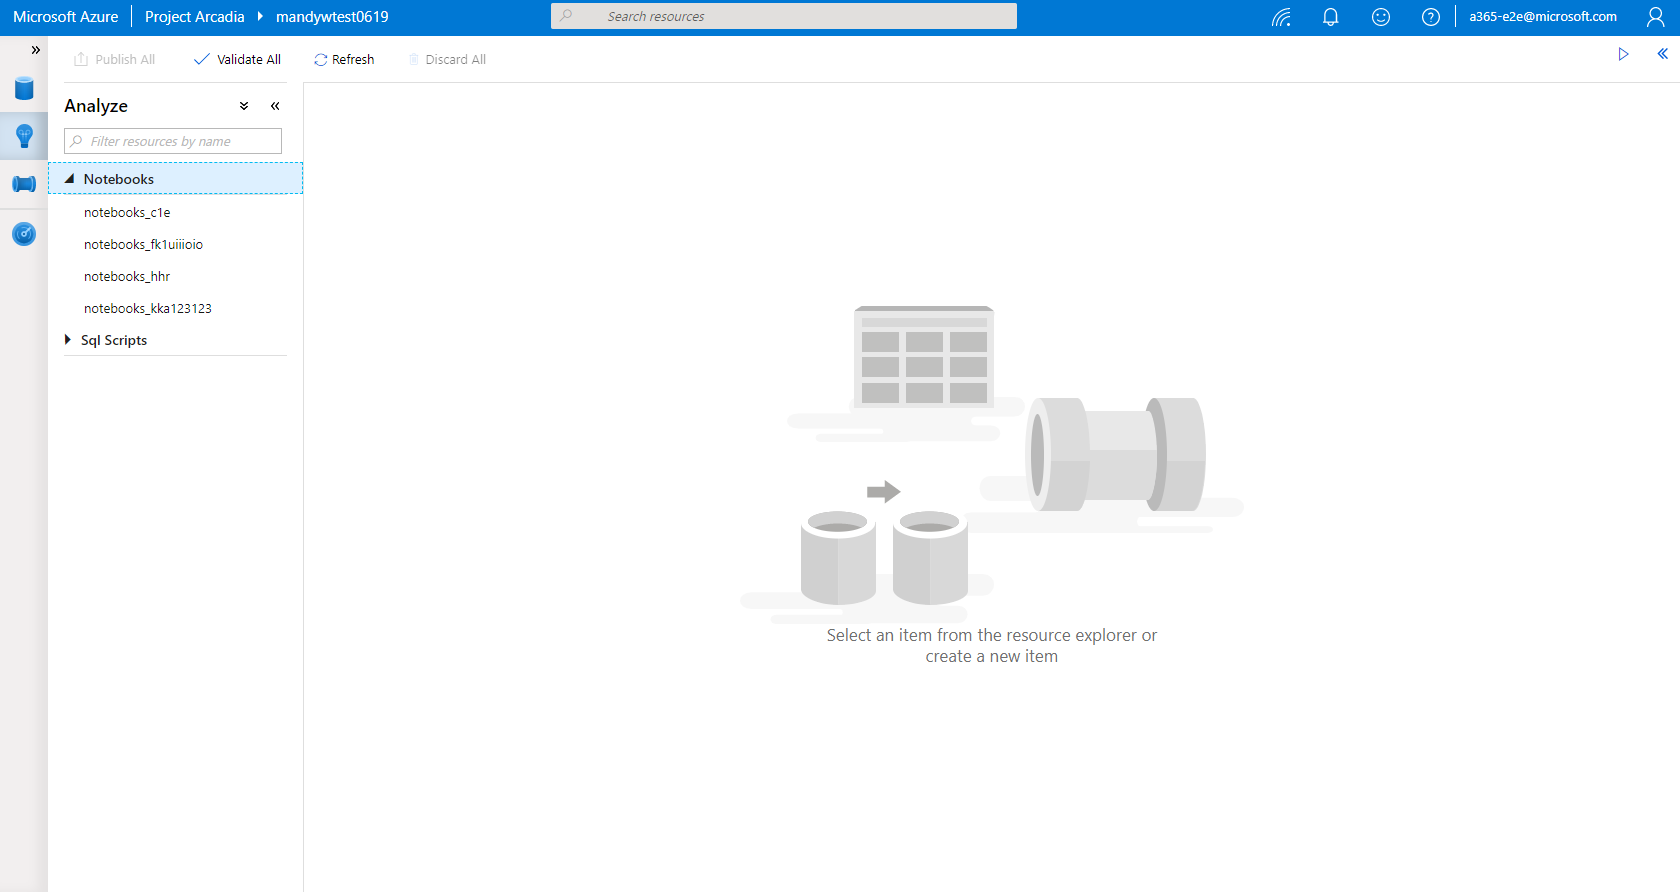 Microsoft Azure
Project Arcadia
mandywtest0619
Search resources
a365-e2e@microsoft.com
Publish All
Validate All
Refresh
Discard All
Analyze
Filter resources by name
Notebooks
notebooks_c1e
notebooks_fk1uiiioio
notebooks_hhr
notebooks_kka123123
Sql Scripts
Select an item from the resource explorer or
create a new item